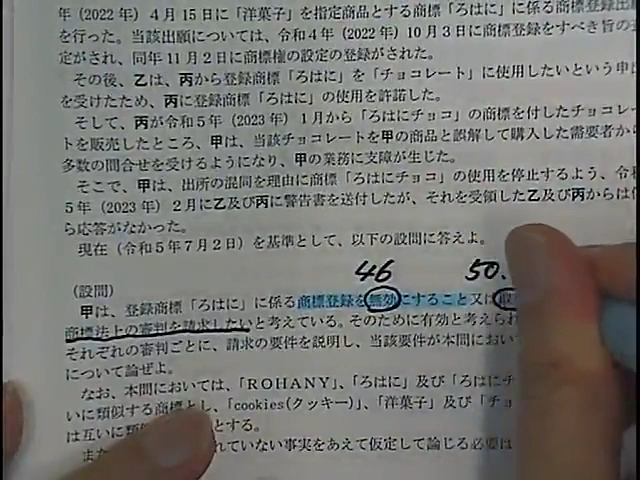 年（2022年）4月15日に「洋菓子」を指定商品とする商標「ろはに」に係る商標登録出
を行った。当該出願については、令和4年（2022年）10月3日に商標登録をすべき旨の
定がされ、同年11月2日に商標権の設定の登録がされた。
その後、乙は、丙から登録商標「ろはに」を「チョコレート」に使用したいという申
を受けたため、丙に登録商標「ろはに」の使用を許諾した。
そして、丙が令和5年（2023年）1月から「ろはにチョコ」の商標を付したチョコレー
トを販売したところ、甲は、当該チョコレートを甲の商品と誤解して購入した需要者か
多数の問合せを受けるようになり、甲の業務に支障が生じた。
そこで、甲は、出所の混同を理由に商標「ろはにチョコ」の使用を停止するよう、令
5年（2023年）2月に乙及び丙に警告書を送付したが、それを受領した乙及び丙からは
ら応答がなかった。
現在（令和5年7月2日）を基準として、以下の設問に答えよ。
46 50.
（設問）
甲は、登録商標「ろはに」に係る商標登録を無効にすること又は取
商標法上の審判を請求したいと考えている。そのために有効と考えられ
それぞれの審判ごとに、請求の要件を説明し、当該要件が本問におい
について論ぜよ。
なお、本問においては、「ROHANY」、「ろはに」及び「ろはにチ
いに類似する商標とし、「cookies(クッキー)」、「洋菓子」及び「チョ
は互いに類 とする。
また れていない事実をあえて仮定して論じる必要は